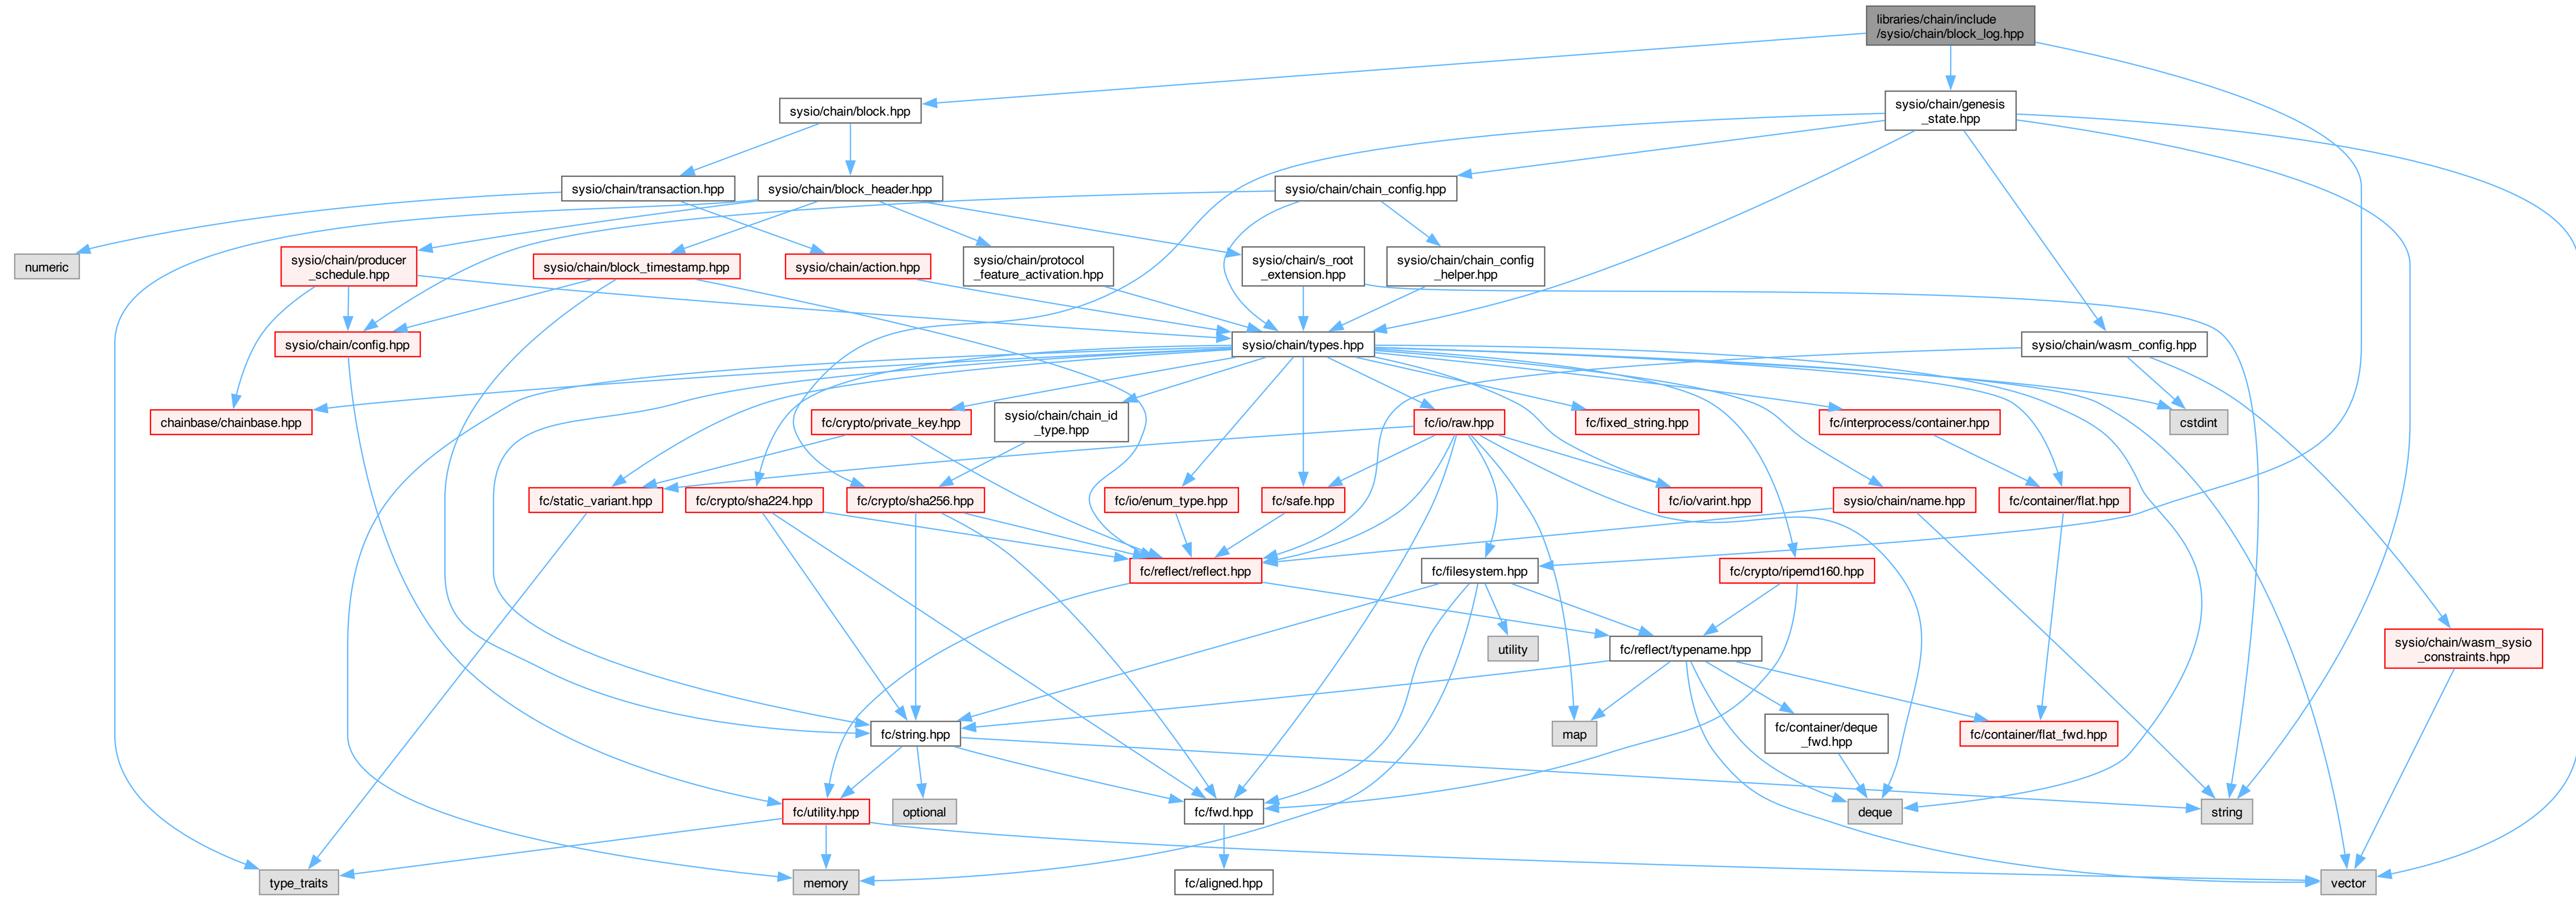 libraries/chain/include
/sysio/chain/block_log.hpp
sysio/chain/block.hpp
sysio/chain/genesis
_state.hpp
sysio/chain/transaction.hpp
sysio/chain/block_header.hpp
sysio/chain/chain_config.hpp
numeric
sysio/chain/producer
_schedule.hpp
sysio/chain/block_timestamp.hpp
sysio/chain/action.hpp
sysio/chain/protocol
_feature_activation.hpp
sysio/chain/s_root
_extension.hpp
sysio/chain/chain_config
_helper.hpp
sysio/chain/config.hpp
sysio/chain/types.hpp
sysio/chain/wasm_config.hpp
chainbase/chainbase.hpp
fc/crypto/private_key.hpp
sysio/chain/chain_id
_type.hpp
fc/io/raw.hpp
fc/fixed_string.hpp
fc/interprocess/container.hpp
cstdint
fc/static_variant.hpp
fc/crypto/sha224.hpp
fc/crypto/sha256.hpp
fc/io/enum_type.hpp
fc/safe.hpp
fc/io/varint.hpp
sysio/chain/name.hpp
fc/container/flat.hpp
fc/reflect/reflect.hpp
fc/filesystem.hpp
fc/crypto/ripemd160.hpp
utility
fc/reflect/typename.hpp
sysio/chain/wasm_sysio
_constraints.hpp
fc/string.hpp
map
fc/container/deque
_fwd.hpp
fc/container/flat_fwd.hpp
fc/utility.hpp
optional
fc/fwd.hpp
deque
string
type_traits
memory
fc/aligned.hpp
vector